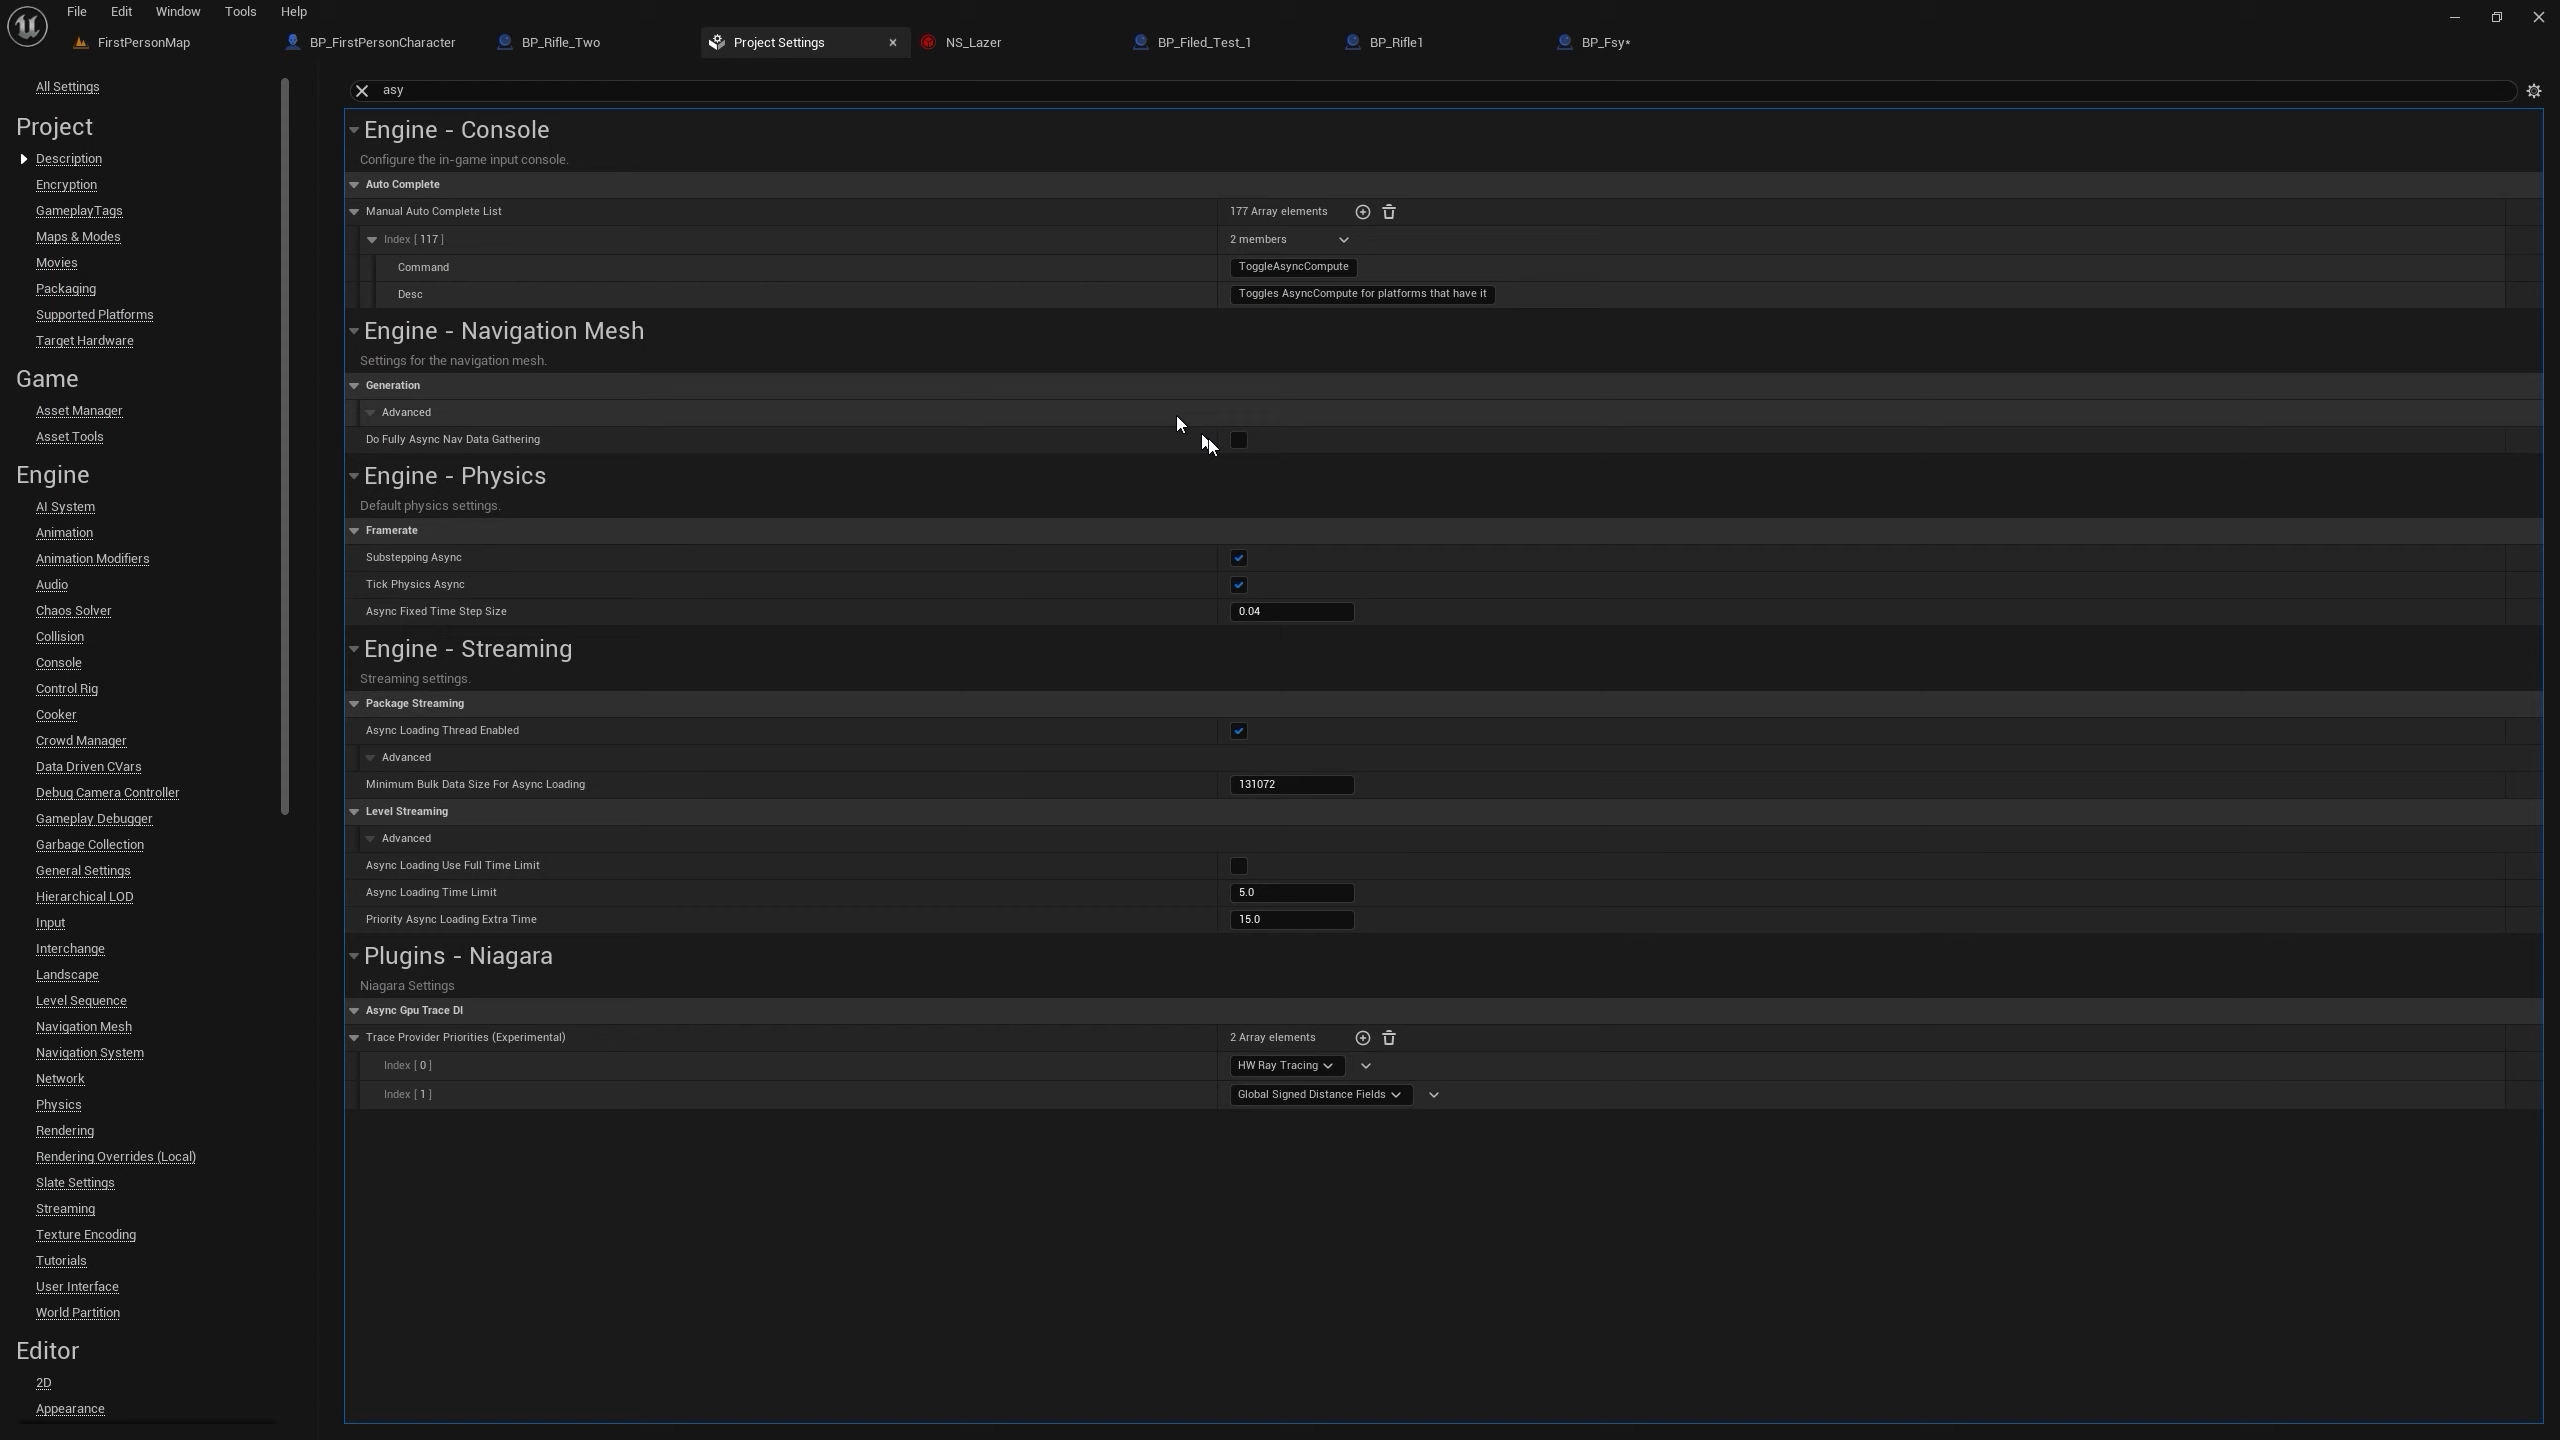 File Edit Window Tools Help
FirstPersonMap BP_FirstPersonCharacter BP_Rifle_Two Project Settings NS_Lazer BP_Filed_Test_1 BP_Rifle1 BP_Fsy*
All Settings
Project
Description
Encryption
GameplayTags
Maps & Modes
Movies
Packaging
Supported Platforms
Target Hardware
Game
Asset Manager
Asset Tools
Engine
AI System
Animation
Animation Modifiers
Audio
Chaos Solver
Collision
Console
Control Rig
Cooker
Crowd Manager
Data Driven CVars
Debug Camera Controller
Gameplay Debugger
Garbage Collection
General Settings
Hierarchical LOD
Input
Interchange
Landscape
Level Sequence
Navigation Mesh
Navigation System
Network
Physics
Rendering
Rendering Overrides (Local)
Slate Settings
Streaming
Texture Encoding
Tutorials
User Interface
World Partition
Editor
2D
Appearance
asy
Engine - Console
Configure the in-game input console.
Auto Complete
Manual Auto Complete List 177 Array elements
Index [ 117 ] 2 members
Command ToggleAsyncCompute
Desc Toggles AsyncCompute for platforms that have it
Engine - Navigation Mesh
Settings for the navigation mesh.
Generation
Advanced
Do Fully Async Nav Data Gathering
Engine - Physics
Default physics settings.
Framerate
Substepping Async
Tick Physics Async
Async Fixed Time Step Size 0.04
Engine - Streaming
Streaming settings.
Package Streaming
Async Loading Thread Enabled
Advanced
Minimum Bulk Data Size For Async Loading 131072
Level Streaming
Advanced
Async Loading Use Full Time Limit
Async Loading Time Limit 5.0
Priority Async Loading Extra Time 15.0
Plugins - Niagara
Niagara Settings
Async Gpu Trace DI
Trace Provider Priorities (Experimental) 2 Array elements
Index [ 0 ] HW Ray Tracing
Index [ 1 ] Global Signed Distance Fields